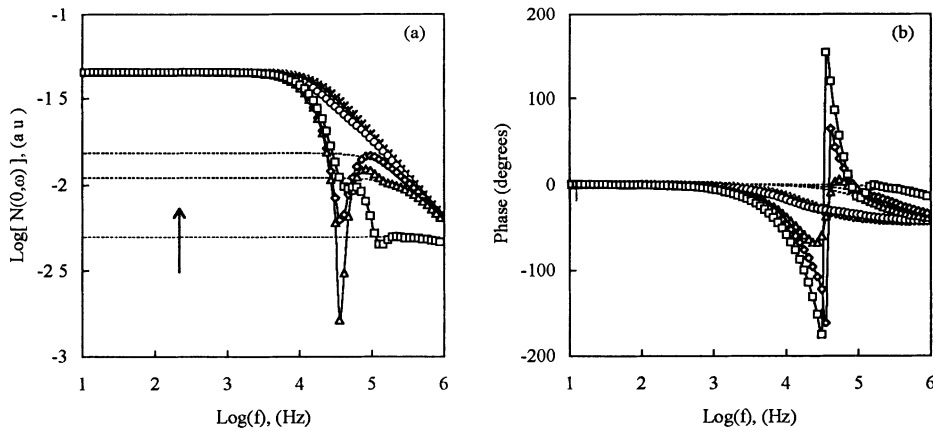 (a)
Log[ N(0,ω) ], (a u )
-1
-1.5
-2
-2.5
-3
1 2 3 4 5 6
Log(f), (Hz)
(b)
Phase (degrees)
200
100
0
-100
-200
1 2 3 4 5 6
Log(f), (Hz)